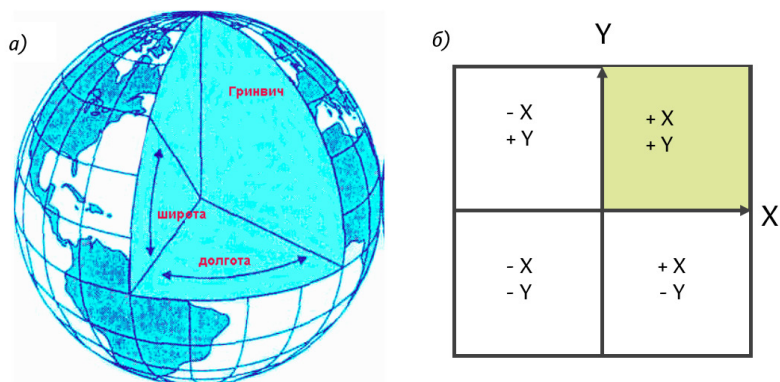 а)
Гринвич
широта
долгота
б)
Y
- X
+ Y
+ X
+ Y
X
- X
- Y
+ X
- Y